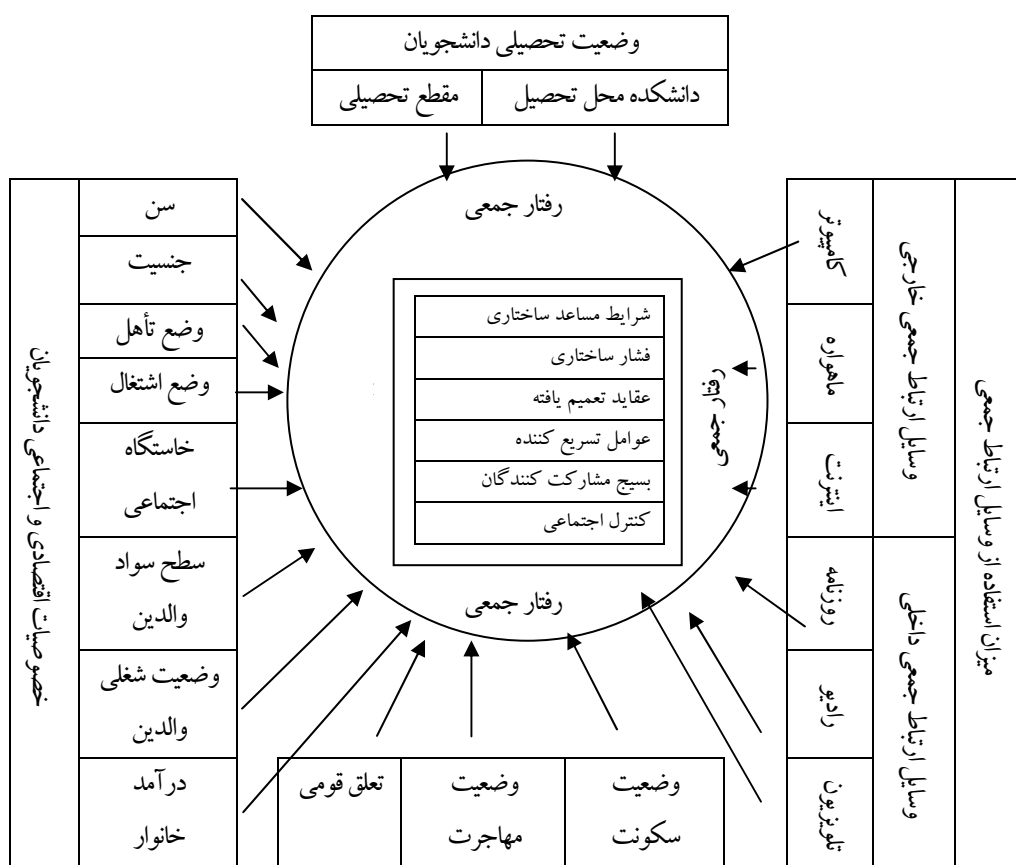 وضعیت تحصیلی دانشجویان
دانشکده محل تحصیل
مقطع تحصیلی
میزان استفاده از وسایل ارتباط جمعی
وسایل ارتباط جمعی خارجی
کامپیوتر
ماهواره
اینترنت
وسایل ارتباط جمعی داخلی
روزنامه
رادیو
تلویزیون
رفتار جمعی
شرایط مساعد ساختاری
فشار ساختاری
عقاید تعمیم یافته
عوامل تسریع کننده
بسیج مشارکت کنندگان
کنترل اجتماعی
رفتار جمعی
رفتار جمعی
سن
جنسیت
وضع تأهل
وضع اشتغال
خاستگاه
اجتماعی
سطح سواد
والدین
وضعیت شغلی
والدین
درآمد
خانوار
خصوصیات اقتصادی و اجتماعی دانشجویان
وضعیت
سکونت
وضعیت
مهاجرت
تعلق قومی